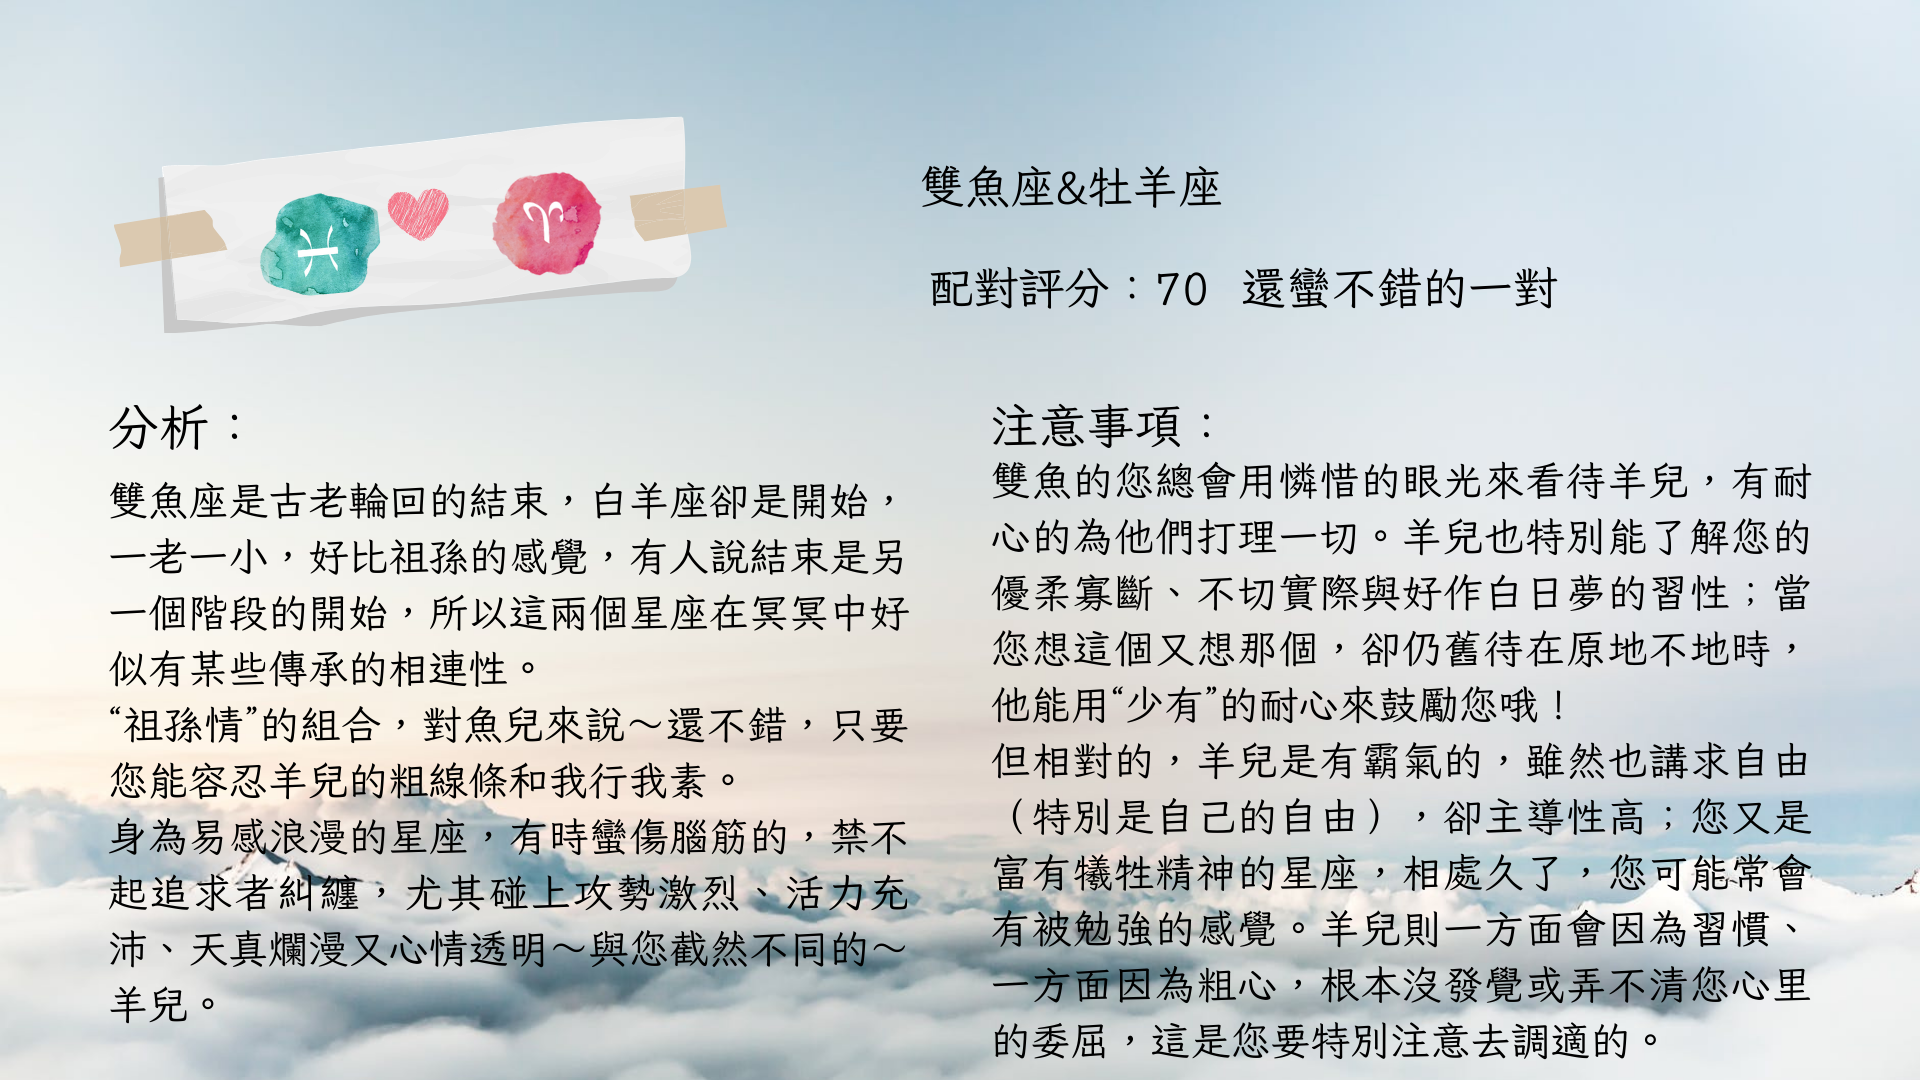 雙魚座&牡羊座
配對評分：70 還蠻不錯的一對
分析：
雙魚座是古老輪回的結束，白羊座卻是開始，
一老一小，好比祖孫的感覺，有人說結束是另
一個階段的開始，所以這兩個星座在冥冥中好
似有某些傳承的相連性。
“祖孫情”的組合，對魚兒來說～還不錯，只要
您能容忍羊兒的粗線條和我行我素。
身為易感浪漫的星座，有時蠻傷腦筋的，禁不
起追求者糾纏，尤其碰上攻勢激烈、活力充
沛、天真爛漫又心情透明～與您截然不同的～
羊兒。
注意事項：
雙魚的您總會用憐惜的眼光來看待羊兒，有耐
心的為他們打理一切。羊兒也特別能了解您的
優柔寡斷、不切實際與好作白日夢的習性；當
您想這個又想那個，卻仍舊待在原地不地時，
他能用“少有”的耐心來鼓勵您哦！
但相對的，羊兒是有霸氣的，雖然也講求自由
（特別是自己的自由），卻主導性高；您又是
富有犧牲精神的星座，相處久了，您可能常會
有被勉強的感覺。羊兒則一方面會因為習慣、
一方面因為粗心，根本沒發覺或弄不清您心里
的委屈，這是您要特別注意去調適的。